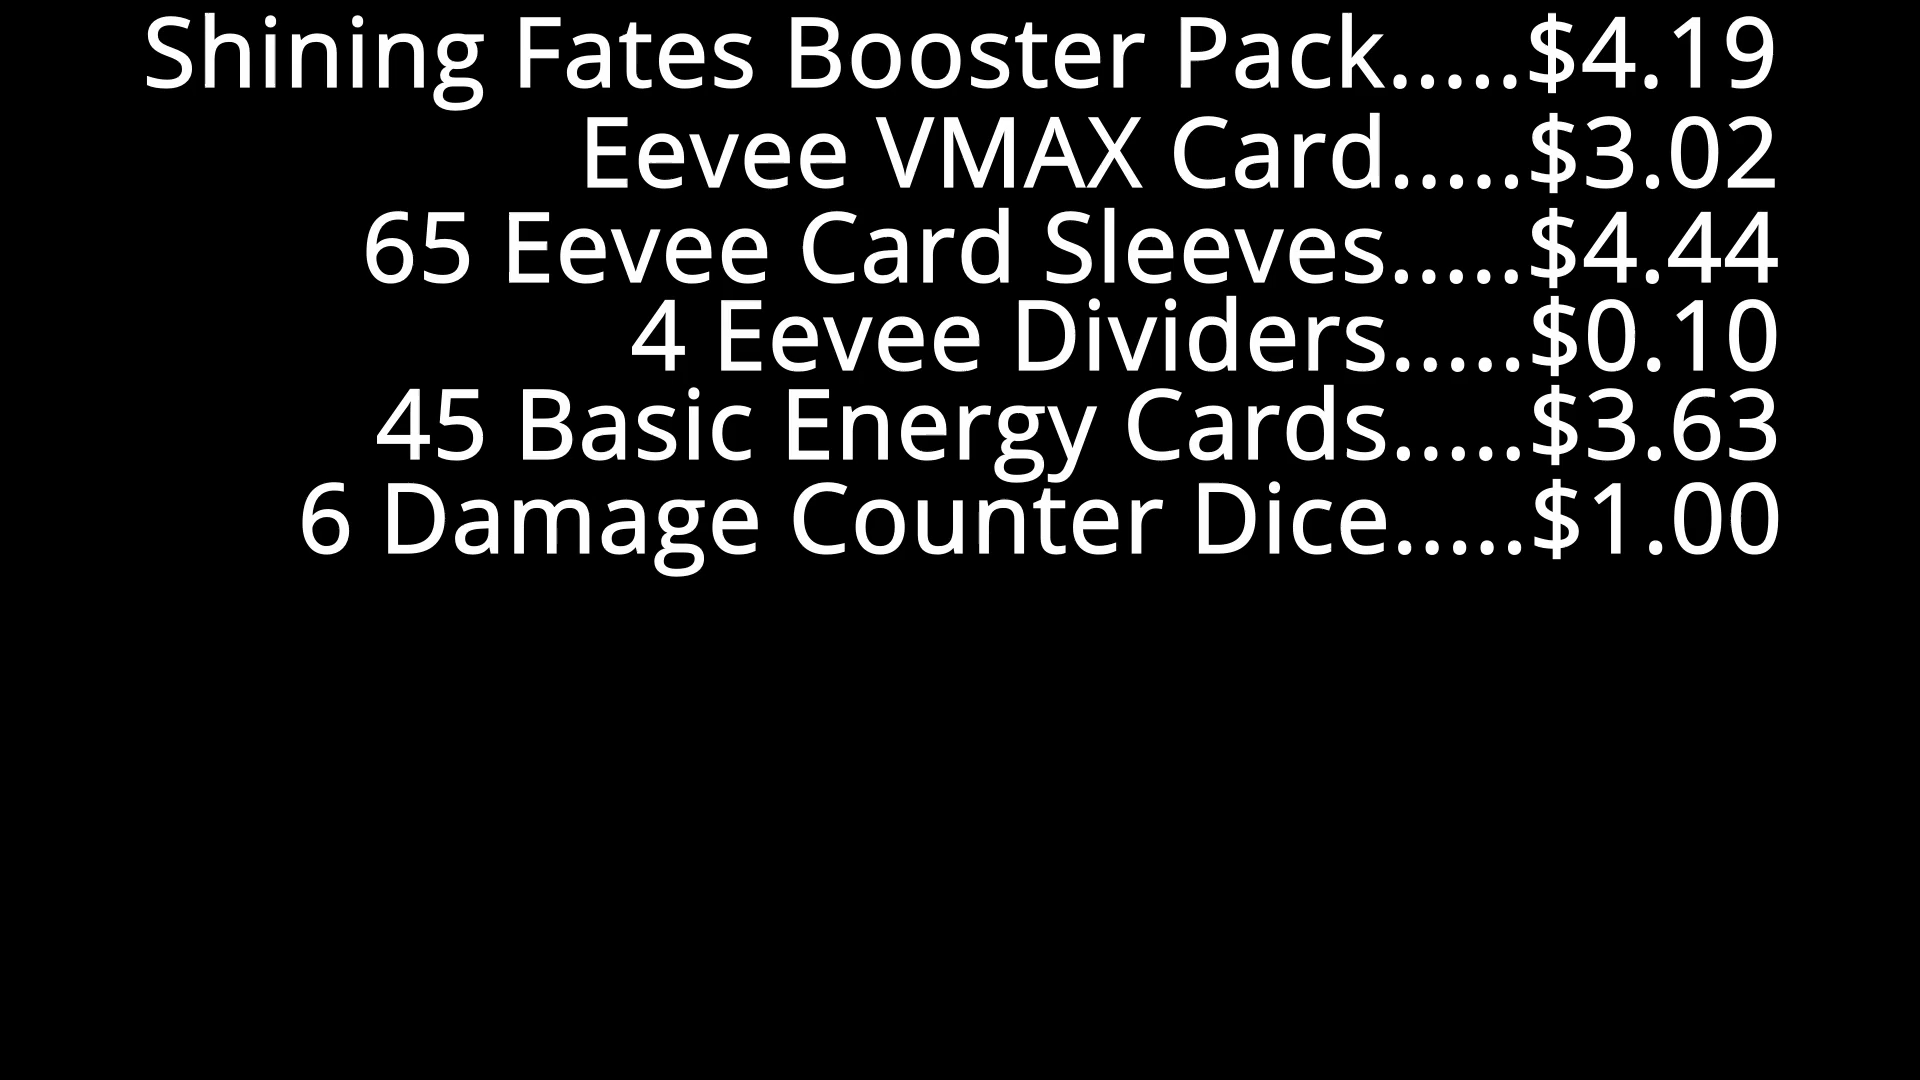 Shining Fates Booster Pack.....$4.19
Eevee VMAX Card.....$3.02
65 Eevee Card Sleeves.....$4.44
4 Eevee Dividers.....$0.10
45 Basic Energy Cards.....$3.63
6 Damage Counter Dice.....$1.00